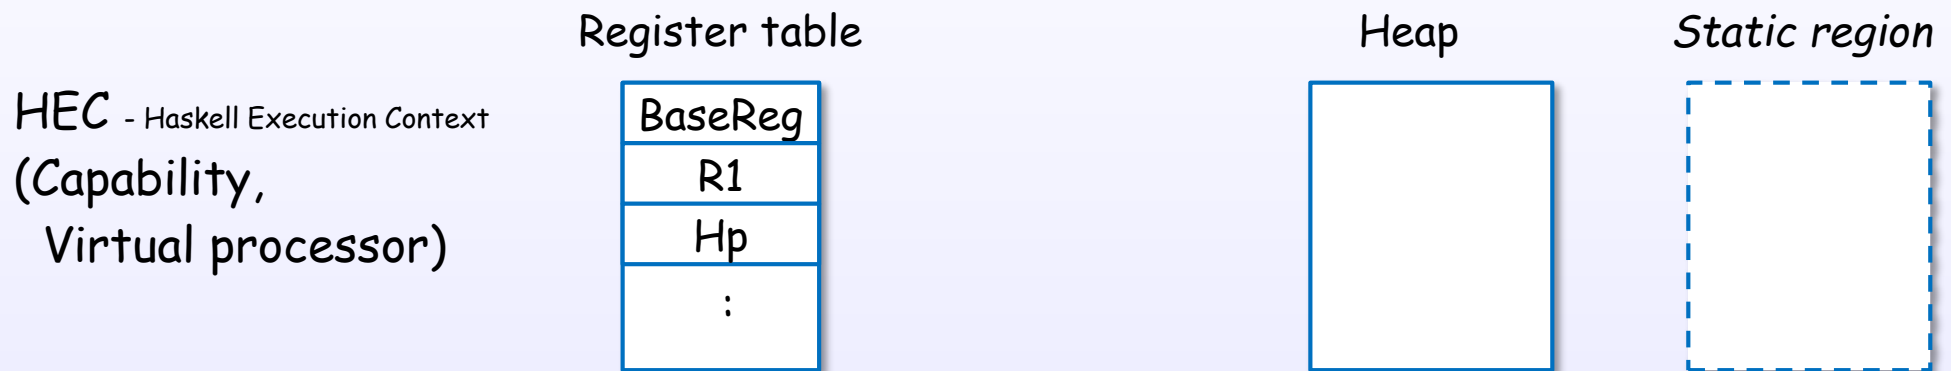 Register table
Heap
Static region
HEC - Haskell Execution Context
(Capability,
Virtual processor)
BaseReg
R1
Hp
: